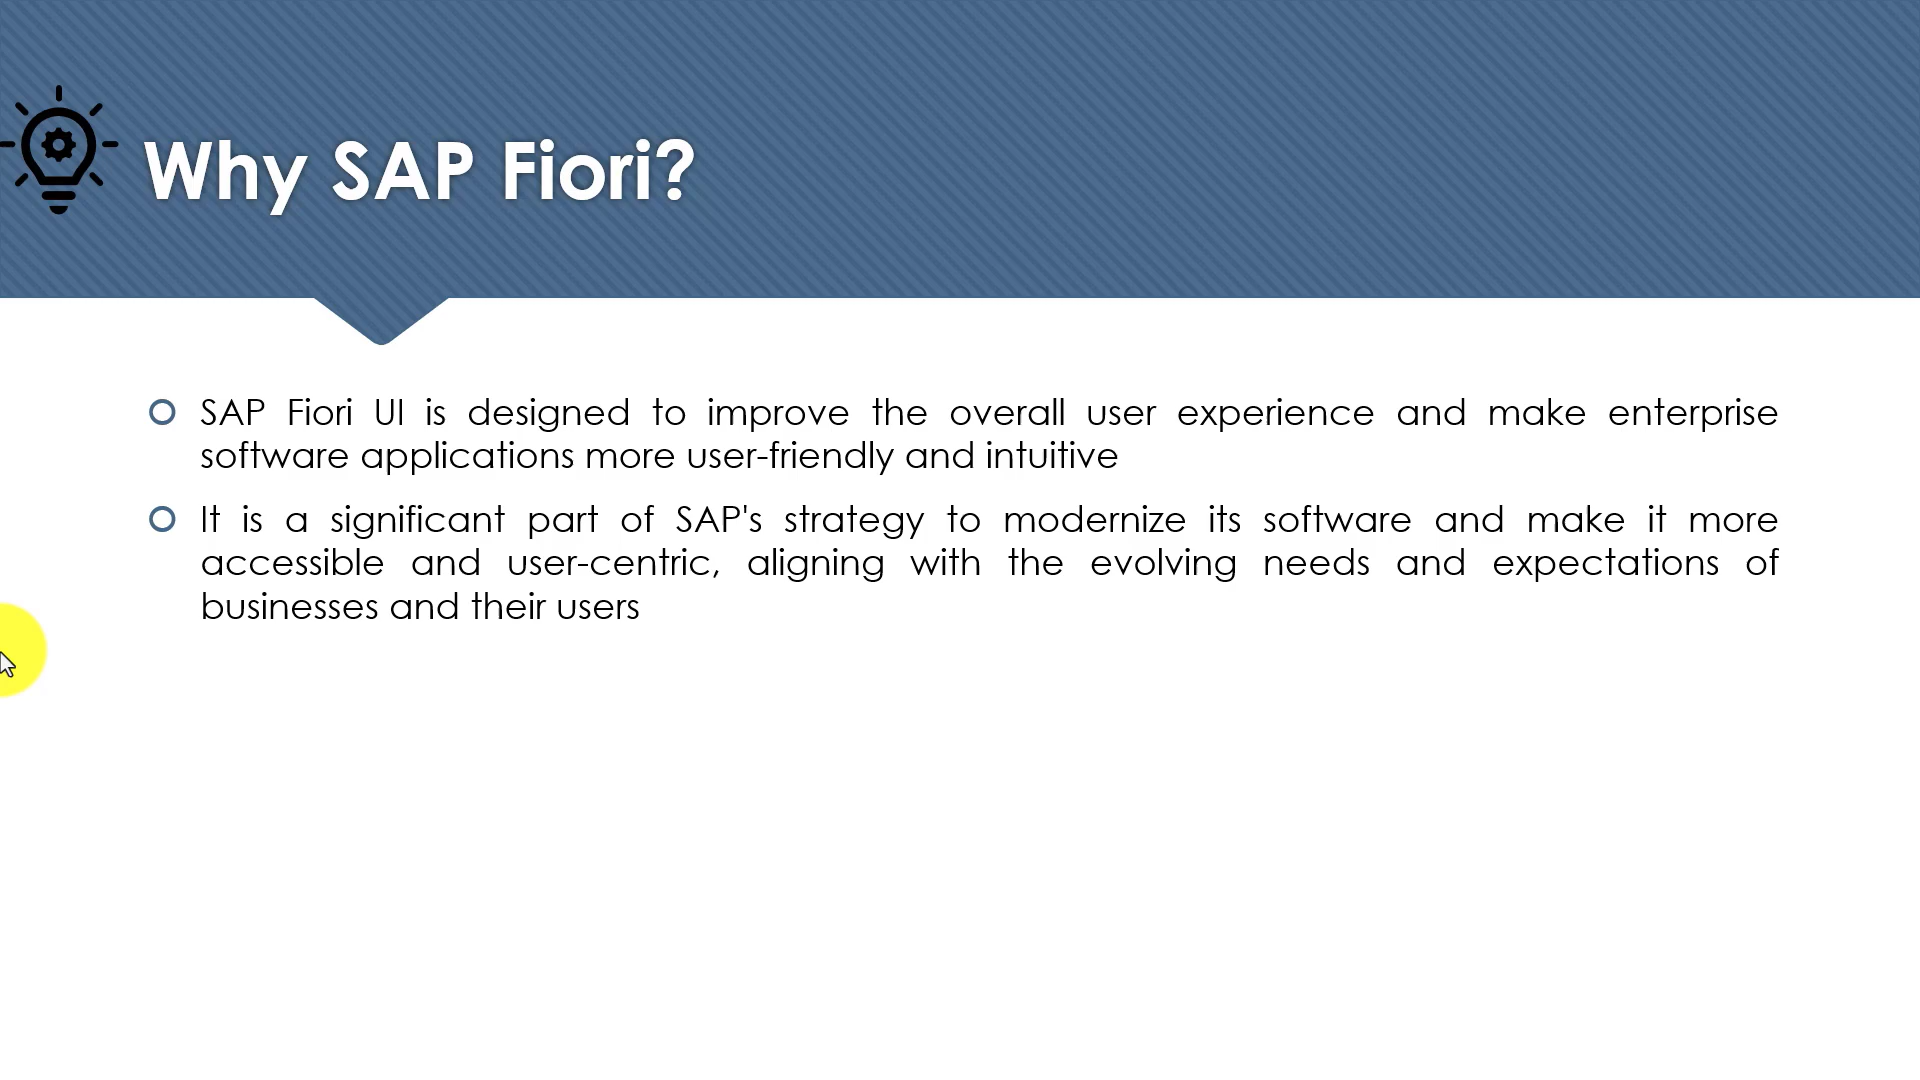 Why SAP Fiori?
SAP Fiori UI is designed to improve the overall user experience and make enterprise
software applications more user-friendly and intuitive
It is a significant part of SAP's strategy to modernize its software and make it more
accessible and user-centric, aligning with the evolving needs and expectations of
businesses and their users